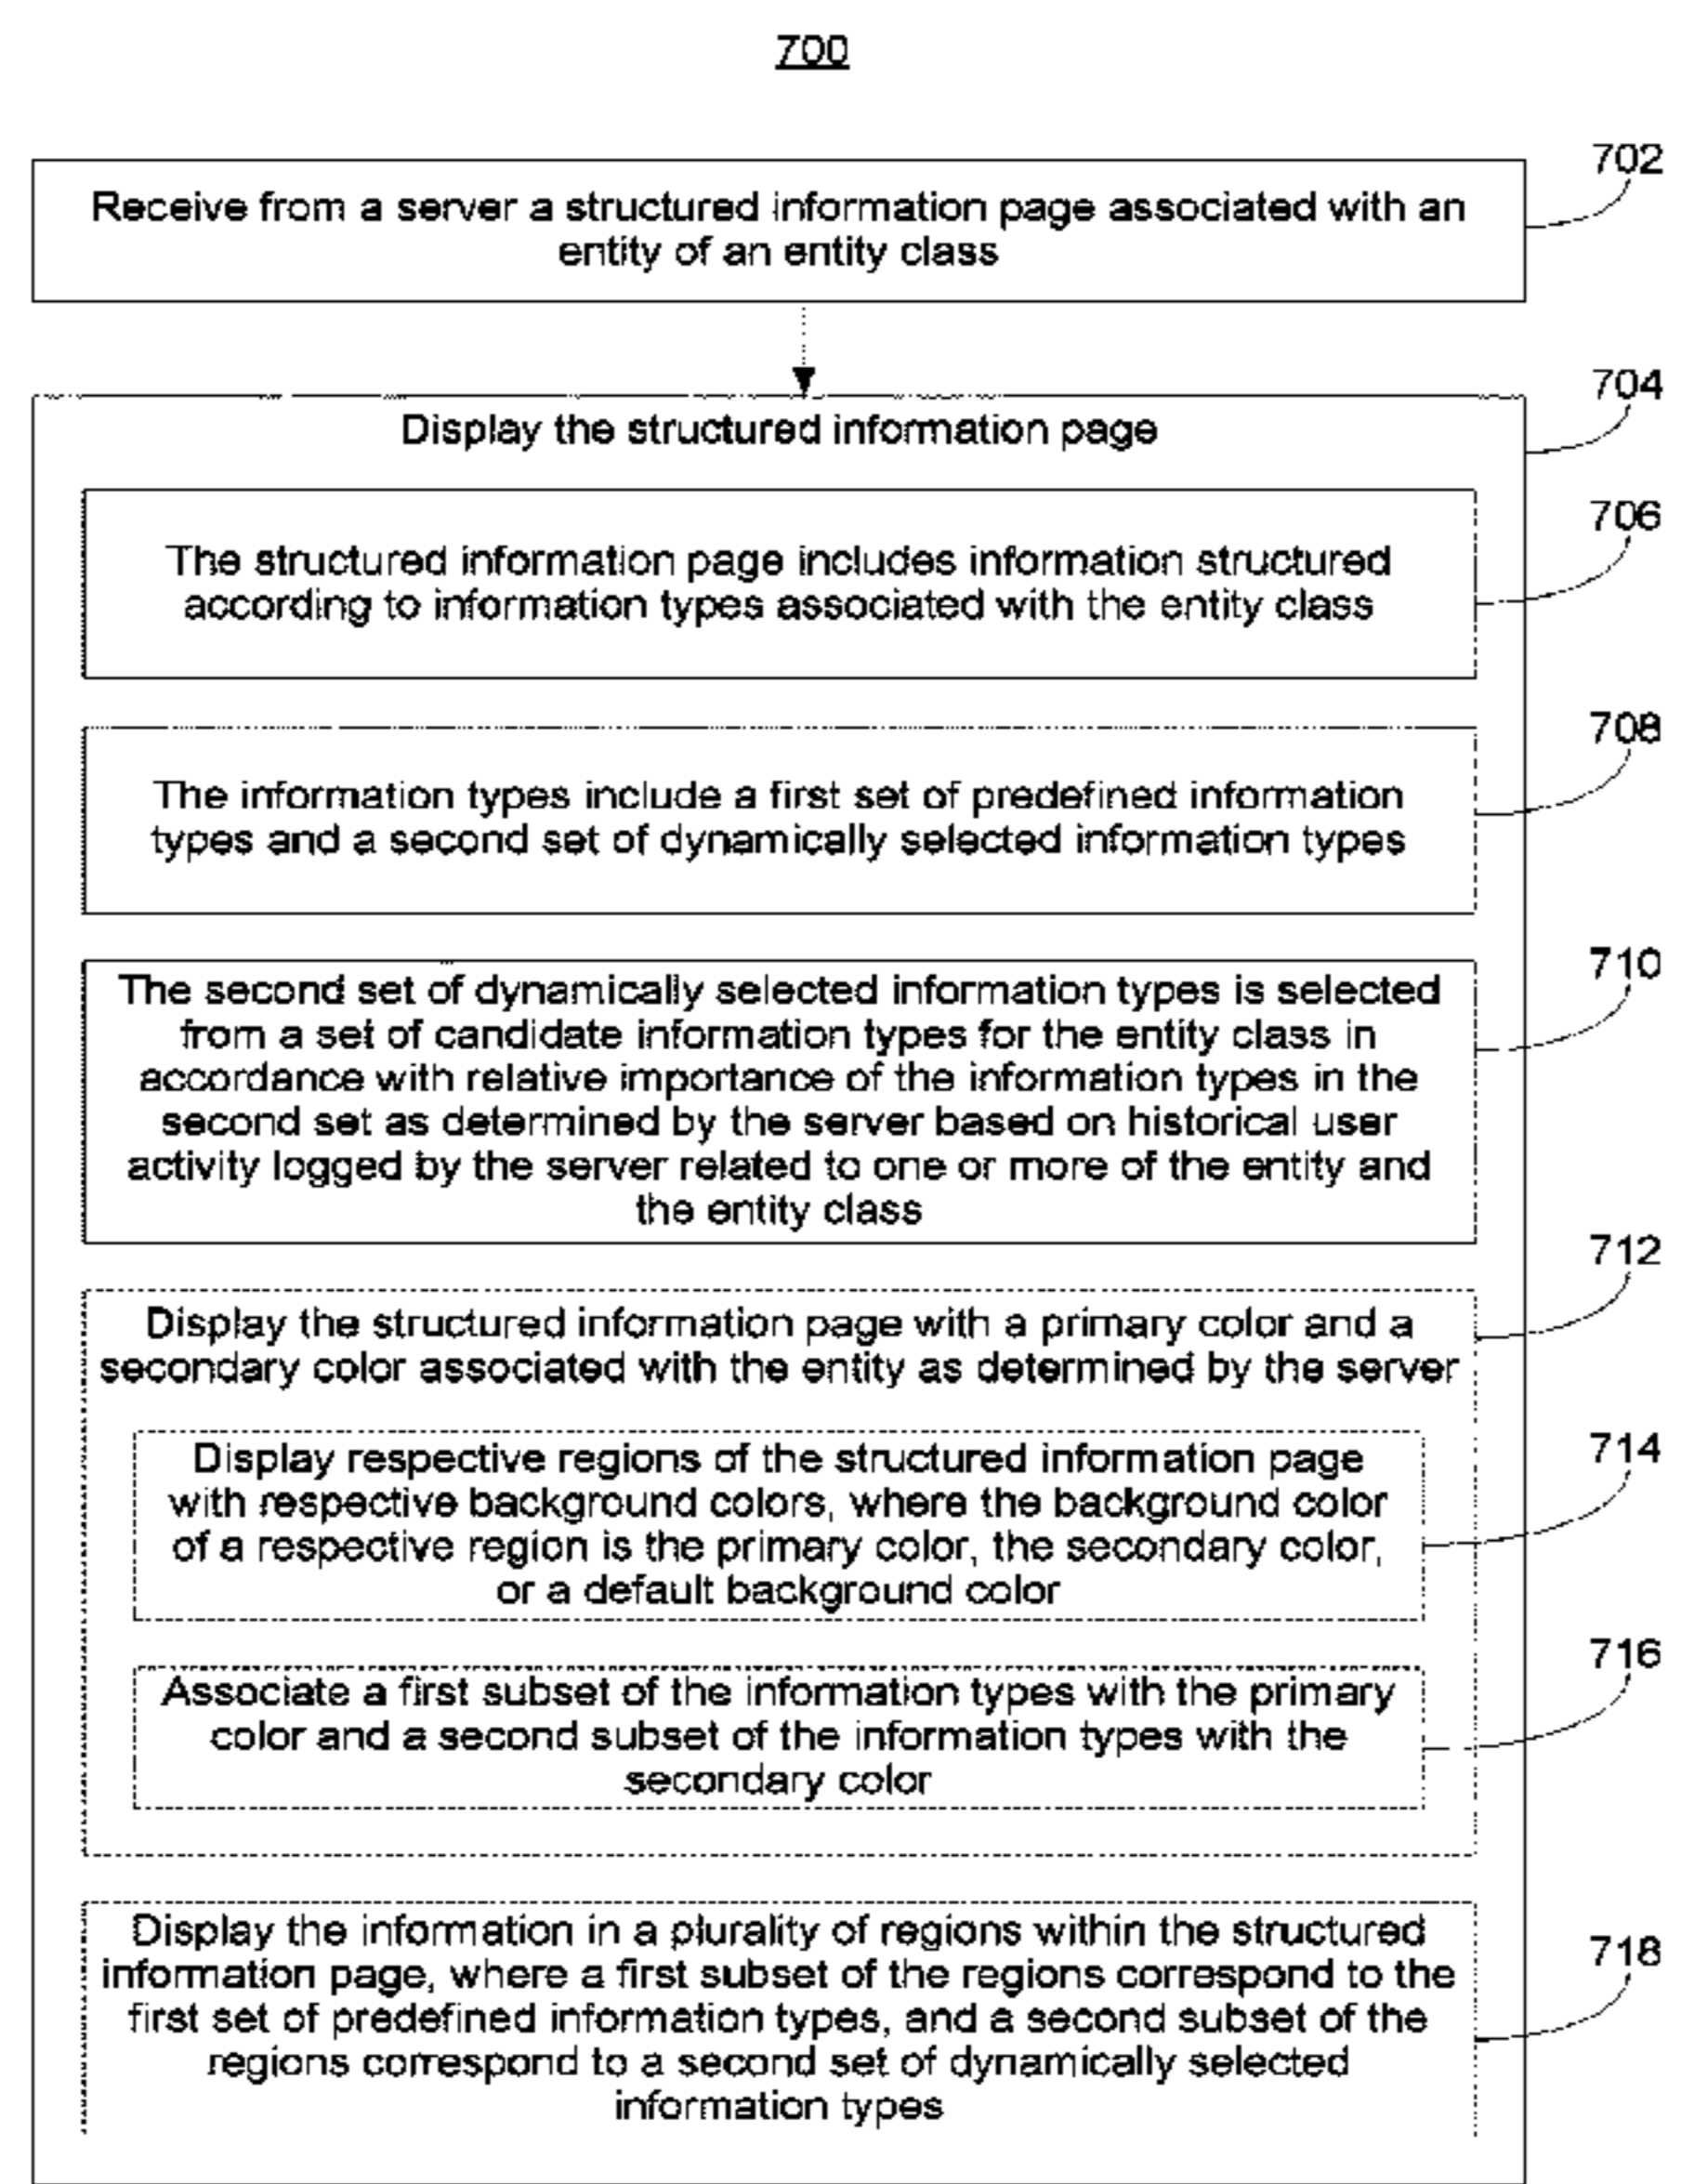 700
702
Receive from a server a structured information page associated with an
entity of an entity class
704
Display the structured information page
706
The structured information page includes information structured
according to information types associated with the entity class
708
The information types include a first set of predefined information
types and a second set of dynamically selected information types
710
The second set of dynamically selected information types is selected
from a set of candidate information types for the entity class in
accordance with relative importance of the information types in the
second set as determined by the server based on historical user
activity logged by the server related to one or more of the entity and
the entity class
712
Display the structured information page with a primary color and a
secondary color associated with the entity as determined by the server
714
Display respective regions of the structured information page
with respective background colors, where the background color
of a respective region is the primary color, the secondary color,
or a default background color
716
Associate a first subset of the information types with the primary
color and a second subset of the information types with the
secondary color
718
Display the information in a plurality of regions within the structured
information page, where a first subset of the regions correspond to the
first set of predefined information types, and a second subset of the
regions correspond to a second set of dynamically selected
information types